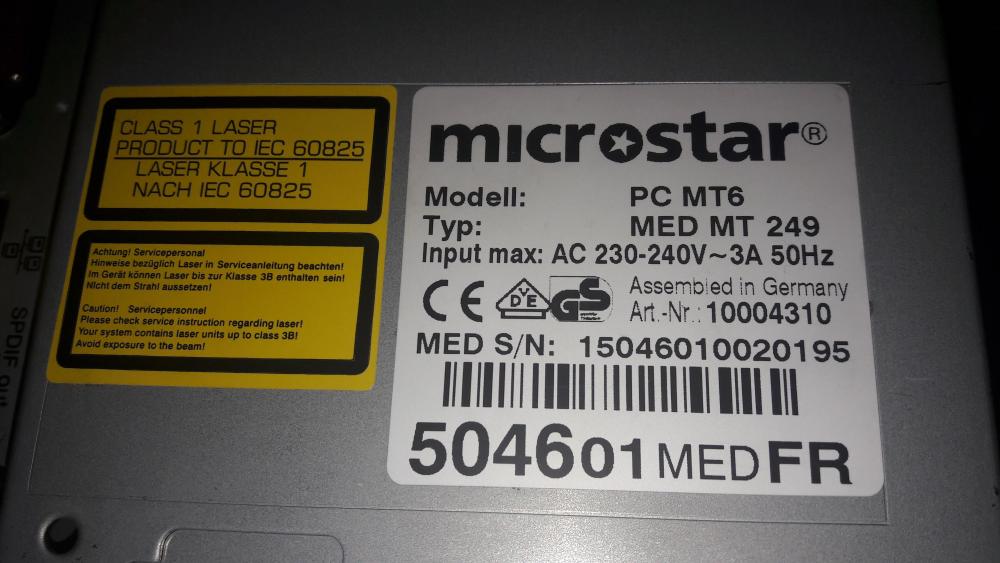 CLASS 1 LASER
PRODUCT TO IEC 60825
LASER KLASSE 1
NACH IEC 60825
Achtung! Servicepersonal
Hinweise bezüglich Laser in Serviceanleitung beachten!
Im Gerät können Laser bis zur Klasse 3B enthalten sein!
NIcht dem Strahl aussetzen!
Caution! Servicepersonnel
Please check service instruction regarding laser!
Your system contains laser units up to class 3B!
Avoid exposure to the beam!
microstar®
Modell: PC MT6
Typ: MED MT 249
Input max: AC 230-240V~3A 50Hz
CE DVE GS
Assembled in Germany
Art.-Nr.: 10004310
MED S/N: 15046010020195
504601MEDFR
SPDIF out